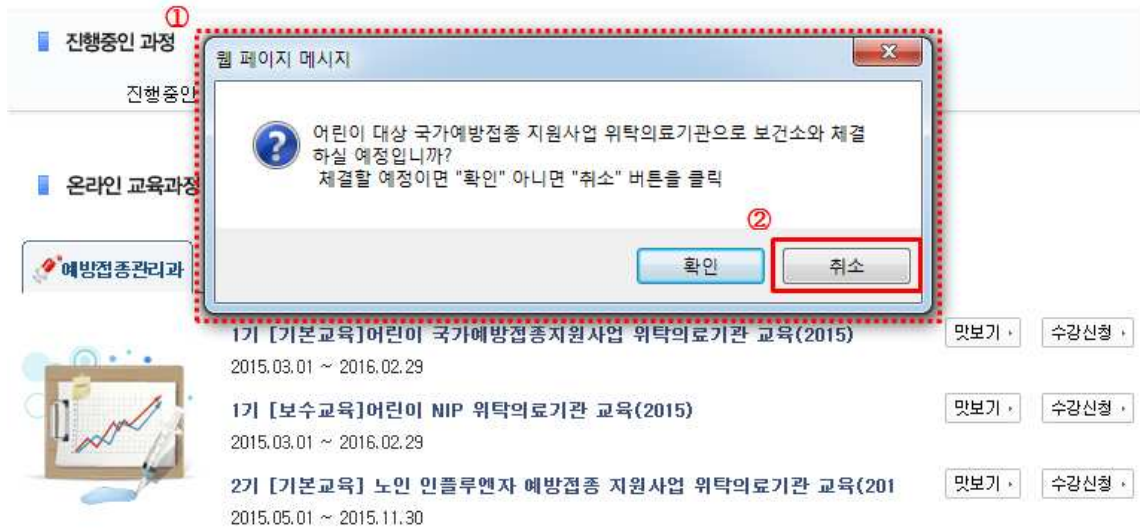 ①
진행중인 과정
웹 페이지 메시지
진행중인
어린이 대상 국가예방접종 지원사업 위탁의료기관으로 보건소와 체결
하실 예정입니까?
체결할 예정이면 "확인" 아니면 "취소" 버튼을 클릭
온라인 교육과정
②
확인 취소
예방접종관리과
1기 [기본교육]어린이 국가예방접종지원사업 위탁의료기관 교육(2015) 맛보기 수강신청
2015.03.01 ~ 2016.02.29
1기 [보수교육]어린이 NIP 위탁의료기관 교육(2015) 맛보기 수강신청
2015.03.01 ~ 2016.02.29
2기 [기본교육] 노인 인플루엔자 예방접종 지원사업 위탁의료기관 교육(201 맛보기 수강신청
2015.05.01 ~ 2015.11.30